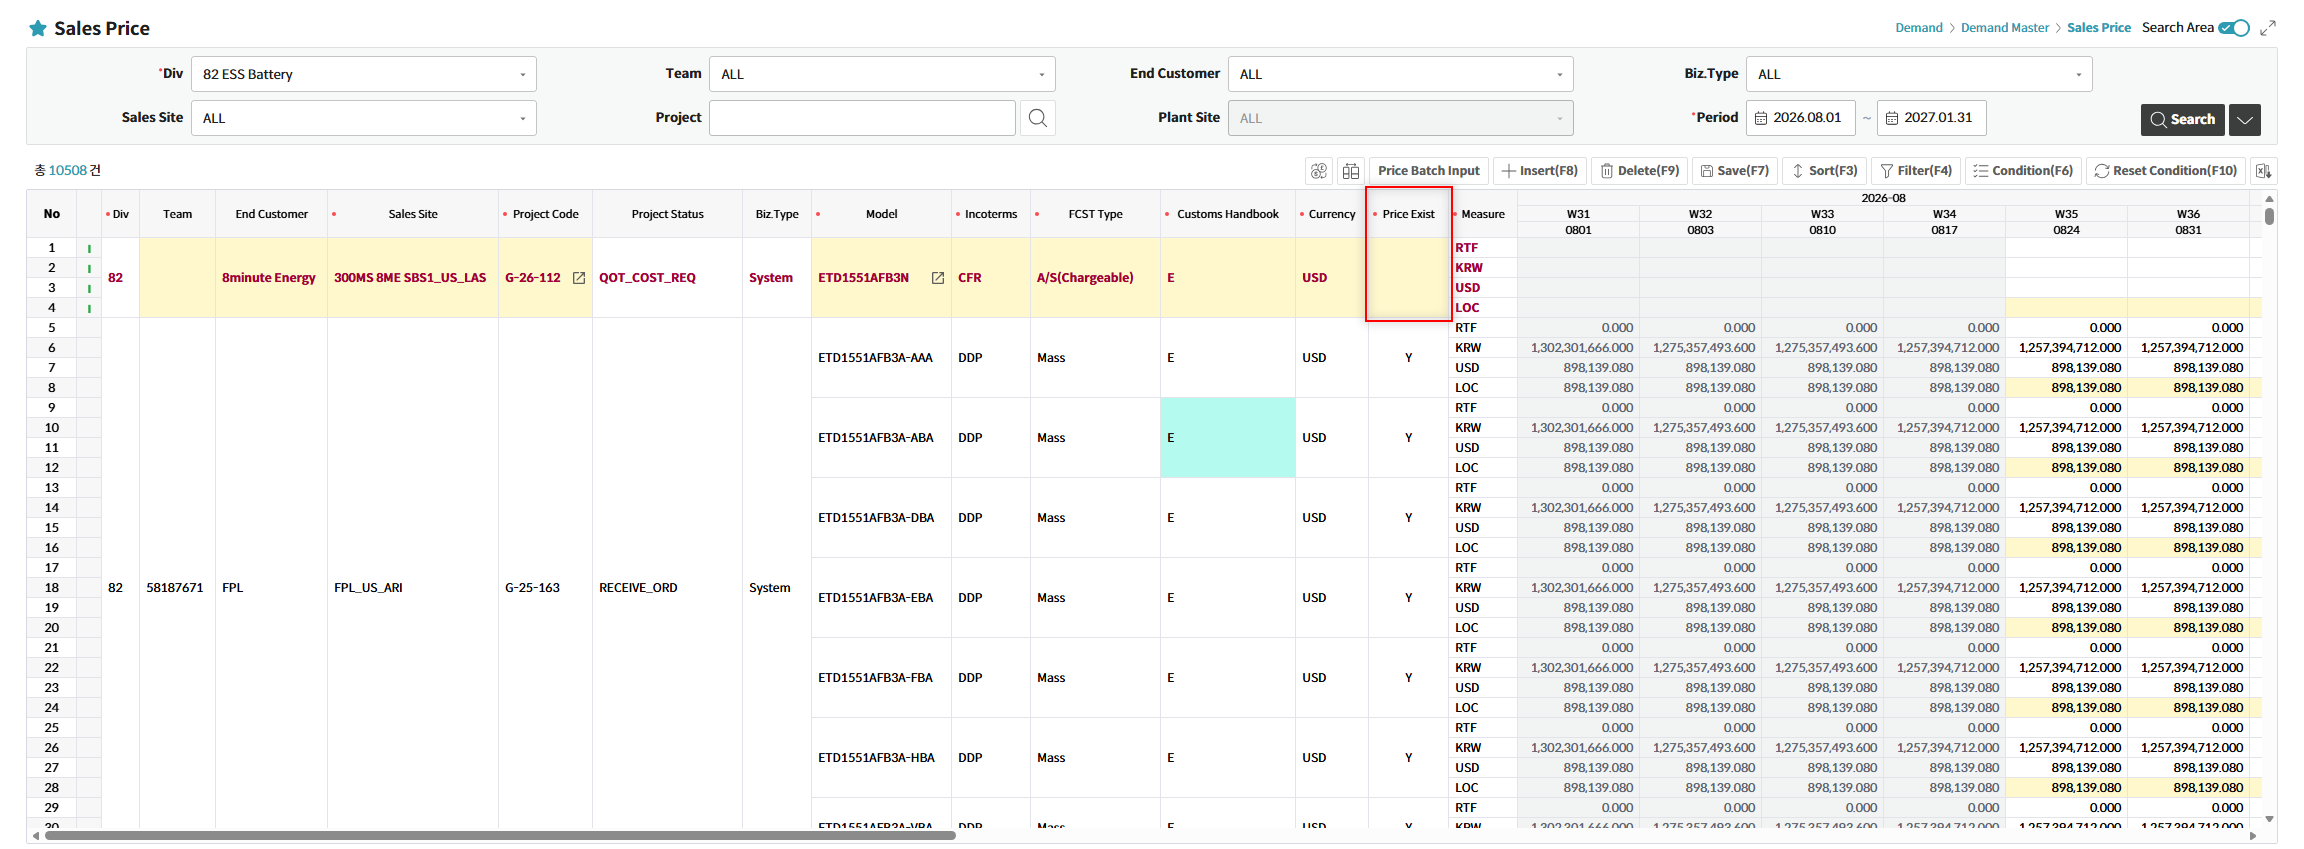 Sales Price
Demand > Demand Master > Sales Price Search Area
*Div 82 ESS Battery Team ALL End Customer ALL Biz.Type ALL
Sales Site ALL Project Plant Site ALL *Period 2026.08.01 ~ 2027.01.31 Search
총 10508 건
Price Batch Input Insert(F8) Delete(F9) Save(F7) Sort(F3) Filter(F4) Condition(F6) Reset Condition(F10)
No Div Team End Customer Sales Site Project Code Project Status Biz.Type Model Incoterms FCST Type Customs Handbook Currency Price Exist Measure
2026-08
W31 W32 W33 W34 W35 W36
0801 0803 0810 0817 0824 0831
1 RTF
2 KRW
82 8minute Energy 300MS 8ME SBS1_US_LAS G-26-112 QOT_COST_REQ System ETD1551AFB3N CFR A/S(Chargeable) E USD
3 USD
4 LOC
5 RTF 0.000 0.000 0.000 0.000 0.000 0.000
6 KRW 1,302,301,666.000 1,275,357,493.600 1,275,357,493.600 1,257,394,712.000 1,257,394,712.000 1,257,394,712.000
ETD1551AFB3A-AAA DDP Mass E USD Y
7 USD 898,139.080 898,139.080 898,139.080 898,139.080 898,139.080 898,139.080
8 LOC 898,139.080 898,139.080 898,139.080 898,139.080 898,139.080 898,139.080
9 RTF 0.000 0.000 0.000 0.000 0.000 0.000
10 KRW 1,302,301,666.000 1,275,357,493.600 1,275,357,493.600 1,257,394,712.000 1,257,394,712.000 1,257,394,712.000
ETD1551AFB3A-ABA DDP Mass E USD Y
11 USD 898,139.080 898,139.080 898,139.080 898,139.080 898,139.080 898,139.080
12 LOC 898,139.080 898,139.080 898,139.080 898,139.080 898,139.080 898,139.080
13 RTF 0.000 0.000 0.000 0.000 0.000 0.000
14 KRW 1,302,301,666.000 1,275,357,493.600 1,275,357,493.600 1,257,394,712.000 1,257,394,712.000 1,257,394,712.000
ETD1551AFB3A-DBA DDP Mass E USD Y
15 USD 898,139.080 898,139.080 898,139.080 898,139.080 898,139.080 898,139.080
16 LOC 898,139.080 898,139.080 898,139.080 898,139.080 898,139.080 898,139.080
17 RTF 0.000 0.000 0.000 0.000 0.000 0.000
18 82 58187671 FPL FPL_US_ARI G-25-163 RECEIVE_ORD System KRW 1,302,301,666.000 1,275,357,493.600 1,275,357,493.600 1,257,394,712.000 1,257,394,712.000 1,257,394,712.000
ETD1551AFB3A-EBA DDP Mass E USD Y
19 USD 898,139.080 898,139.080 898,139.080 898,139.080 898,139.080 898,139.080
20 LOC 898,139.080 898,139.080 898,139.080 898,139.080 898,139.080 898,139.080
21 RTF 0.000 0.000 0.000 0.000 0.000 0.000
22 KRW 1,302,301,666.000 1,275,357,493.600 1,275,357,493.600 1,257,394,712.000 1,257,394,712.000 1,257,394,712.000
ETD1551AFB3A-FBA DDP Mass E USD Y
23 USD 898,139.080 898,139.080 898,139.080 898,139.080 898,139.080 898,139.080
24 LOC 898,139.080 898,139.080 898,139.080 898,139.080 898,139.080 898,139.080
25 RTF 0.000 0.000 0.000 0.000 0.000 0.000
26 KRW 1,302,301,666.000 1,275,357,493.600 1,275,357,493.600 1,257,394,712.000 1,257,394,712.000 1,257,394,712.000
ETD1551AFB3A-HBA DDP Mass E USD Y
27 USD 898,139.080 898,139.080 898,139.080 898,139.080 898,139.080 898,139.080
28 LOC 898,139.080 898,139.080 898,139.080 898,139.080 898,139.080 898,139.080
29 RTF 0.000 0.000 0.000 0.000 0.000 0.000